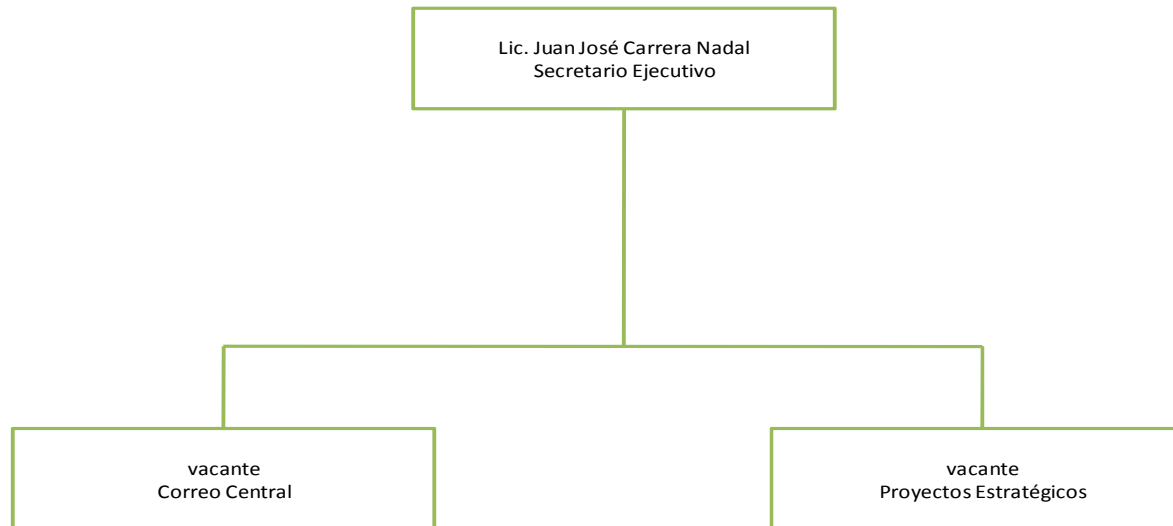 Lic. Juan José Carrera Nadal
Secretario Ejecutivo
vacante
Correo Central
vacante
Proyectos Estratégicos